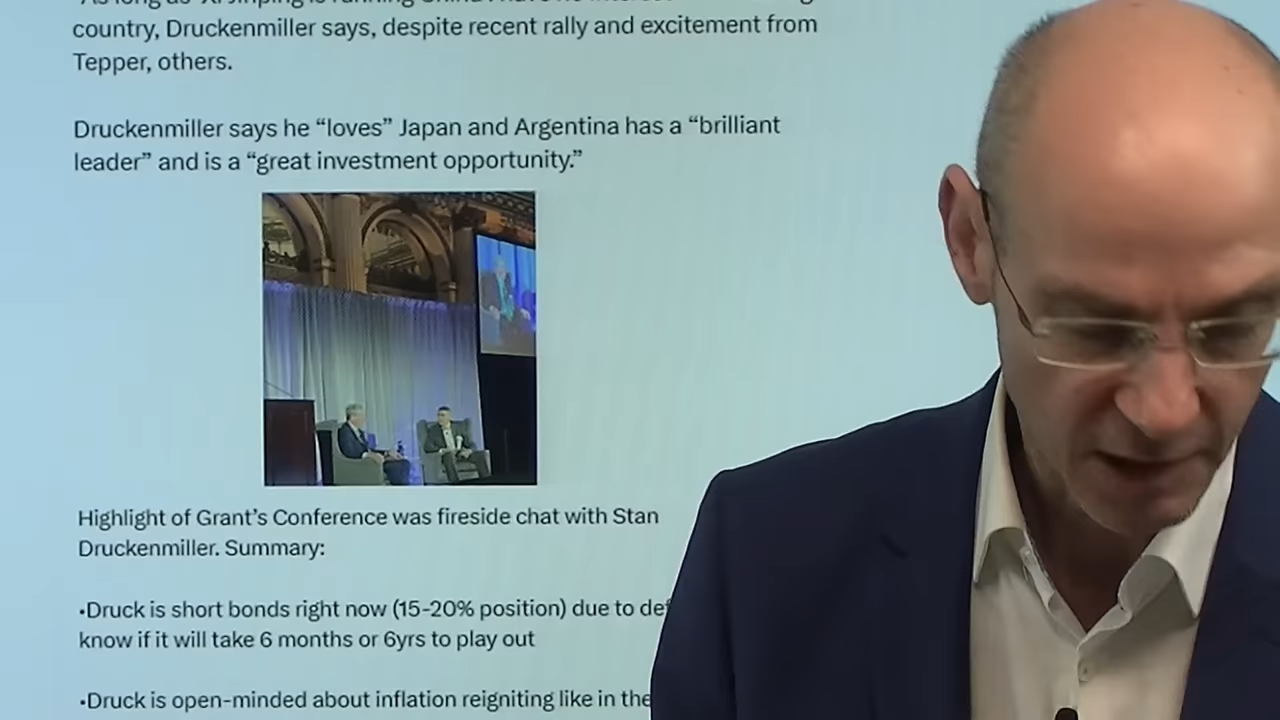 country, Druckenmiller says, despite recent rally and excitement from
Tepper, others.
Druckenmiller says he “loves” Japan and Argentina has a “brilliant
leader” and is a “great investment opportunity.”
Highlight of Grant’s Conference was fireside chat with Stan
Druckenmiller. Summary:
•Druck is short bonds right now (15-20% position) due to
know if it will take 6 months or 6yrs to play out
•Druck is open-minded about inflation reigniting like in the